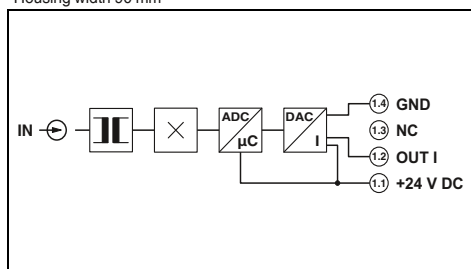 Housing width 90 mm
IN
ADC
µC
DAC
I
1.4 GND
1.3 NC
1.2 OUT I
1.1 +24 V DC